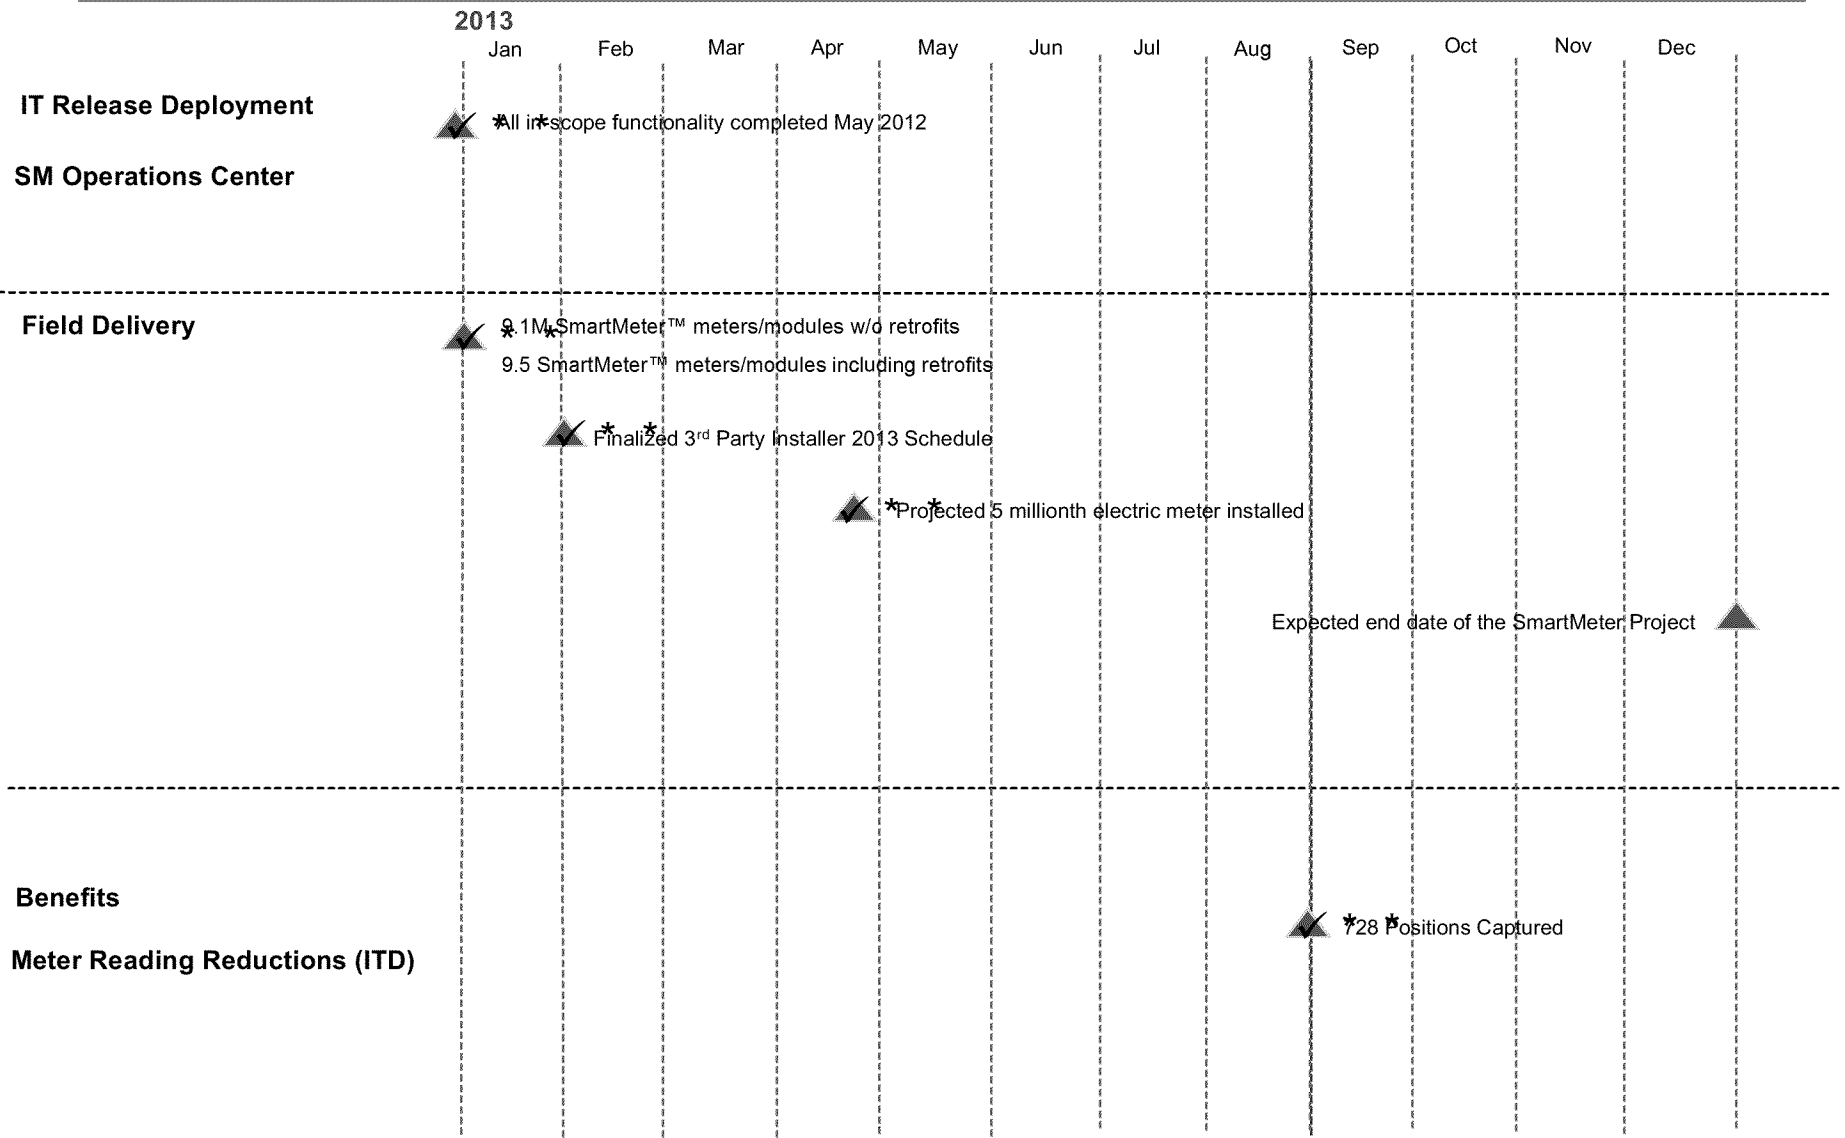 2013
Jan Feb Mar Apr May Jun Jul Aug Sep Oct Nov Dec
IT Release Deployment
* *
All in-scope functionality completed May 2012
SM Operations Center
Field Delivery
* *
9.1M SmartMeter™ meters/modules w/o retrofits
9.5 SmartMeter™ meters/modules including retrofits
* *
Finalized 3rd Party Installer 2013 Schedule
* *
Projected 5 millionth electric meter installed
Expected end date of the SmartMeter Project
Benefits
* *
728 Positions Captured
Meter Reading Reductions (ITD)